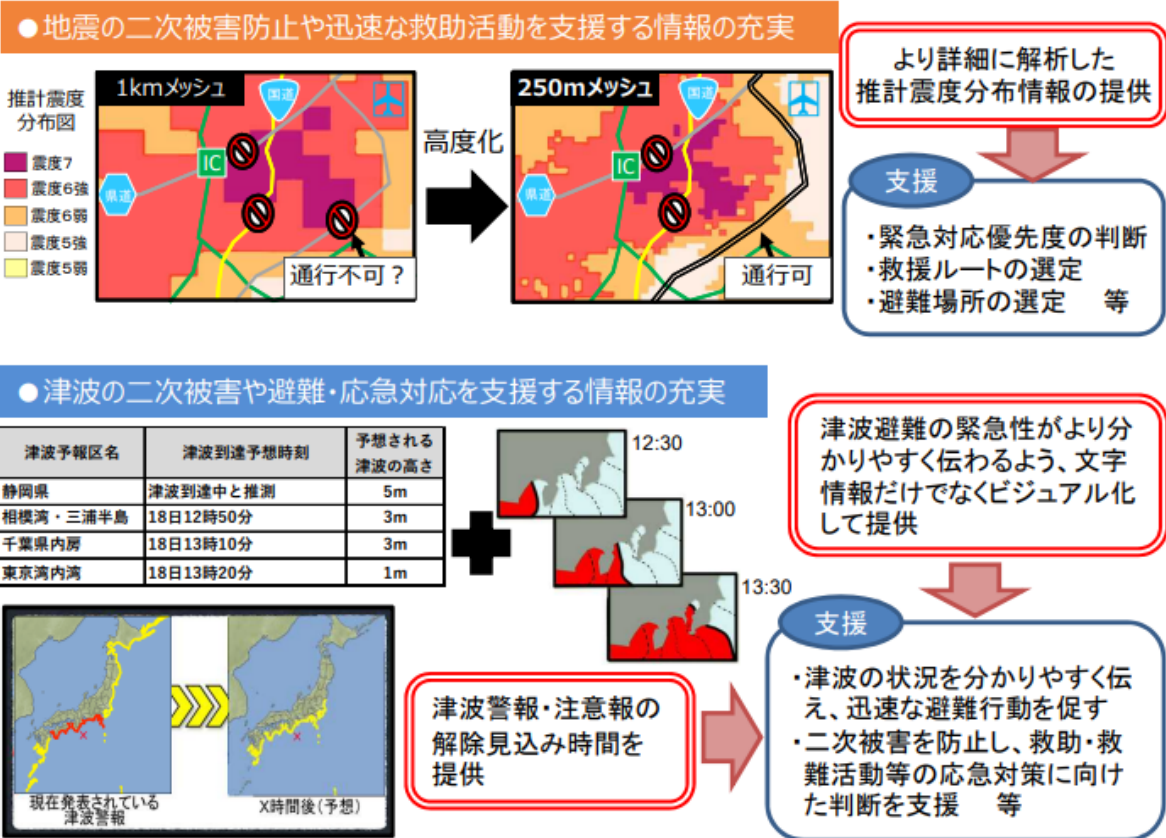 ●地震の二次被害防止や迅速な救助活動を支援する情報の充実
推計震度
分布図
震度7
震度6強
震度6弱
震度5強
震度5弱
1kmメッシュ
国道
IC
県道
通行不可？
高度化
250mメッシュ
国道
IC
県道
通行可
より詳細に解析した
推計震度分布情報の提供
支援
・緊急対応優先度の判断
・救援ルートの選定
・避難場所の選定　等
●津波の二次被害や避難・応急対応を支援する情報の充実
津波予報区名 津波到達予想時刻 予想される
津波の高さ
静岡県 津波到達中と推測 5m
相模湾・三浦半島 18日12時50分 3m
千葉県内房 18日13時10分 3m
東京湾内湾 18日13時20分 1m
12:30
13:00
13:30
津波避難の緊急性がより分
かりやすく伝わるよう、文字
情報だけでなくビジュアル化
して提供
現在発表されている
津波警報
X時間後(予想)
津波警報・注意報の
解除見込み時間を
提供
支援
・津波の状況を分かりやすく伝
え、迅速な避難行動を促す
・二次被害を防止し、救助・救
難活動等の応急対策に向け
た判断を支援　等